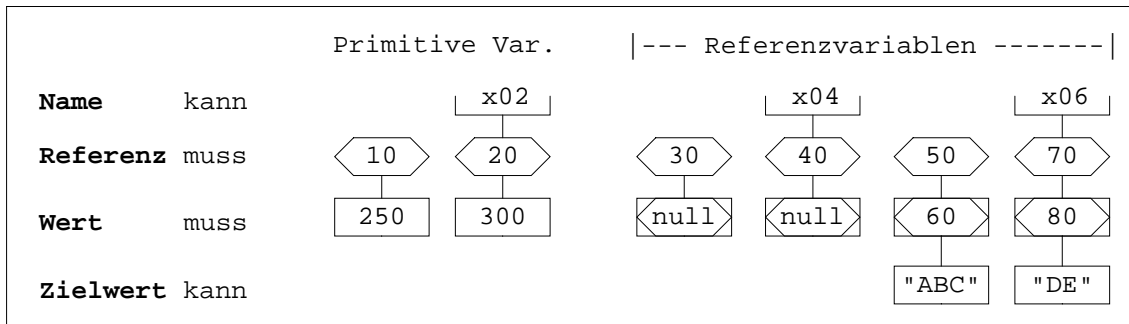 Primitive Var. |--- Referenzvariablen -------|
Name kann x02 x04 x06
Referenz muss 10 20 30 40 50 70
Wert muss 250 300 null null 60 80
Zielwert kann "ABC" "DE"